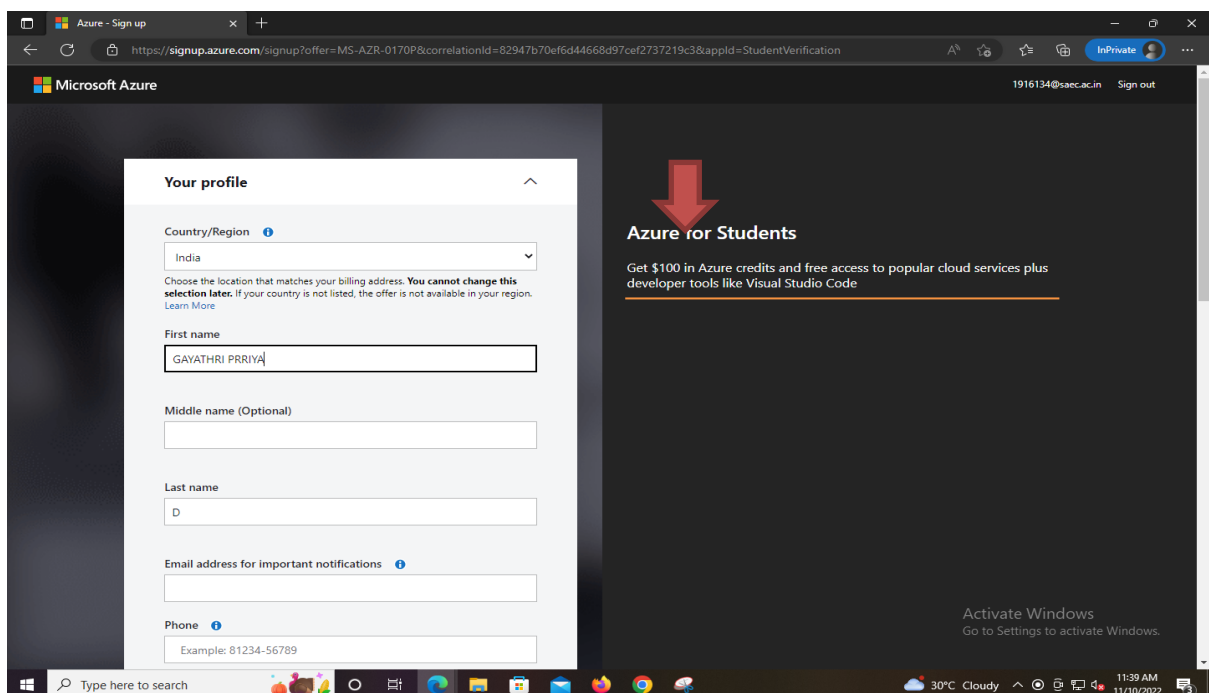 Azure - Sign up
https://signup.azure.com/signup?offer=MS-AZR-0170P&correlationId=82947b70ef6d44668d97cef2737219c3&appId=StudentVerification
InPrivate
Microsoft Azure
1916134@saec.ac.in Sign out
Your profile
Country/Region
India
Choose the location that matches your billing address. You cannot change this
selection later. If your country is not listed, the offer is not available in your region.
Learn More
First name
GAYATHRI PRRIYA
Middle name (Optional)
Last name
D
Email address for important notifications
Phone
Example: 81234-56789
Azure for Students
Get $100 in Azure credits and free access to popular cloud services plus
developer tools like Visual Studio Code
Activate Windows
Go to Settings to activate Windows.
Type here to search
30°C Cloudy
11:39 AM
11/10/2022
3